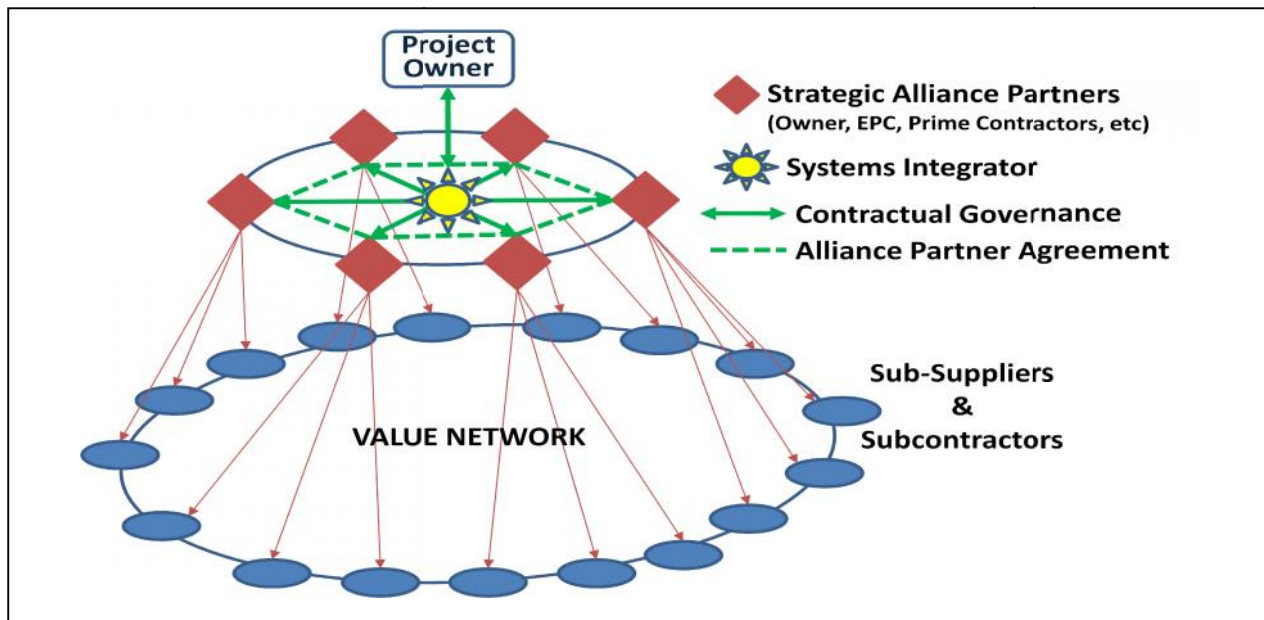 Project
Owner
Strategic Alliance Partners
(Owner, EPC, Prime Contractors, etc)
Systems Integrator
Contractual Governance
Alliance Partner Agreement
Sub-Suppliers
&
Subcontractors
VALUE NETWORK